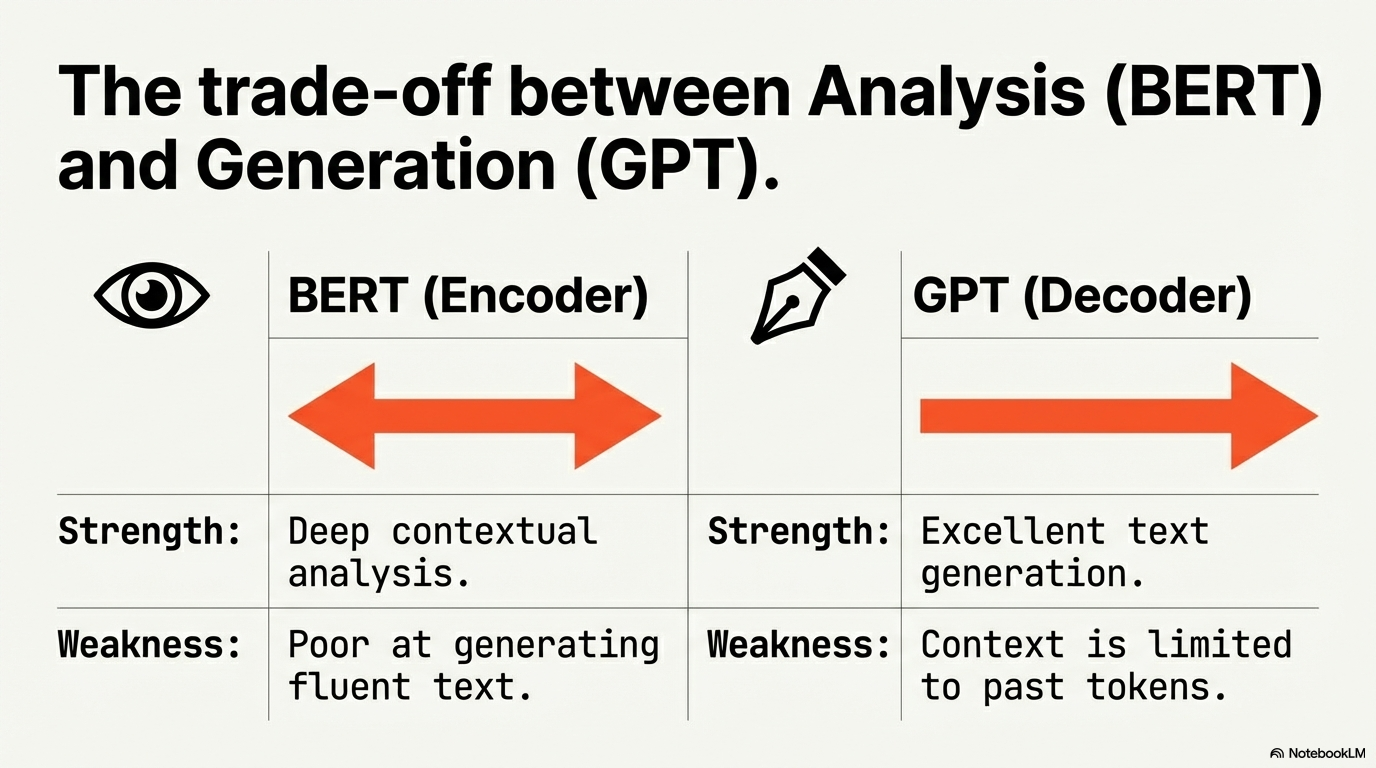 The trade-off between Analysis (BERT)
and Generation (GPT).
BERT (Encoder)
GPT (Decoder)
Strength:
Deep contextual
analysis.
Strength:
Excellent text
generation.
Weakness:
Poor at generating
fluent text.
Weakness:
Context is limited
to past tokens.
NotebookLM